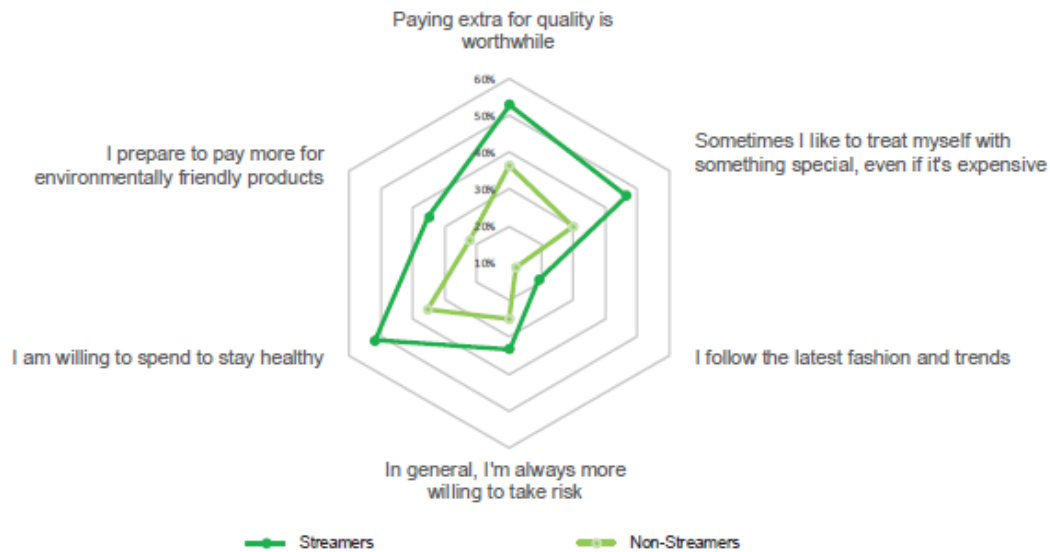 Paying extra for quality is
worthwhile
60%
50%
40%
30%
20%
10%
Sometimes I like to treat myself with
something special, even if it's expensive
I prepare to pay more for
environmentally friendly products
I am willing to spend to stay healthy
I follow the latest fashion and trends
In general, I'm always more
willing to take risk
Streamers
Non-Streamers